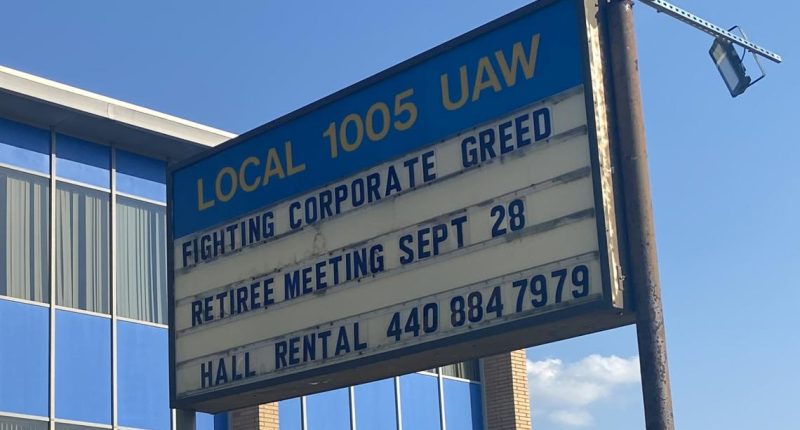 LOCAL 1005 UAW
FIGHTING CORPORATE GREED
RETIREE MEETING SEPT 28
HALL RENTAL 440 884 7979